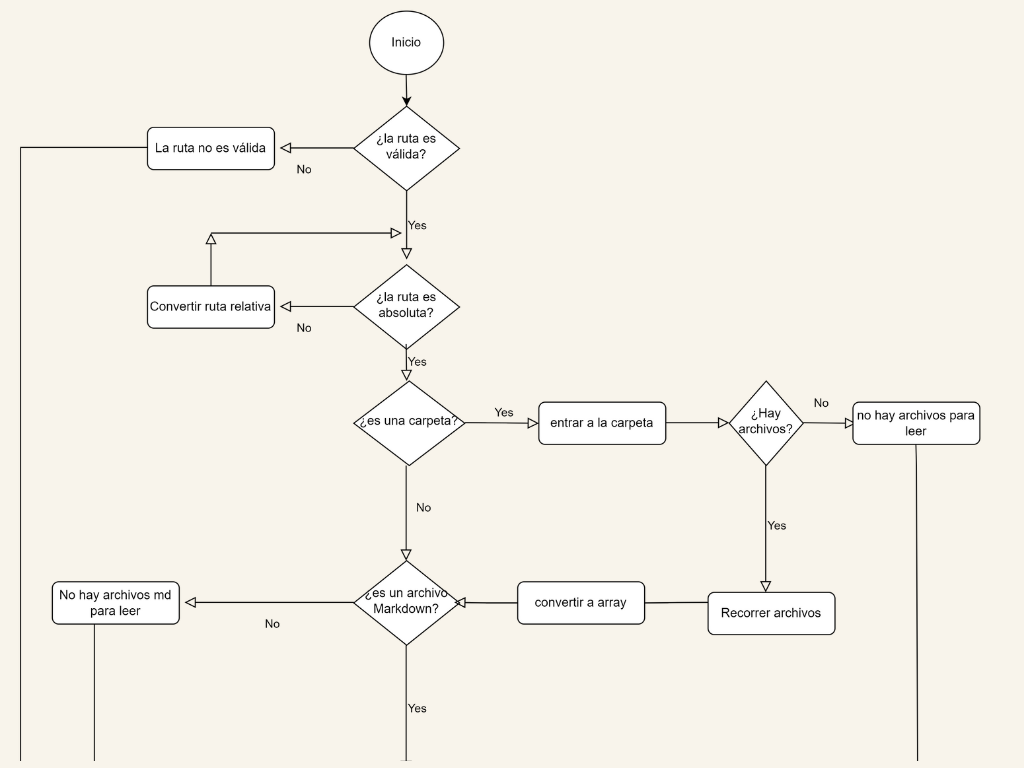 Inicio
¿la ruta es
válida?
La ruta no es válida
No
Yes
Convertir ruta relativa
¿la ruta es
absoluta?
No
Yes
¿es una carpeta?
Yes
entrar a la carpeta
¿Hay
archivos?
No
no hay archivos para
leer
No
Yes
No hay archivos md
para leer
¿es un archivo
Markdown?
convertir a array
Recorrer archivos
No
Yes